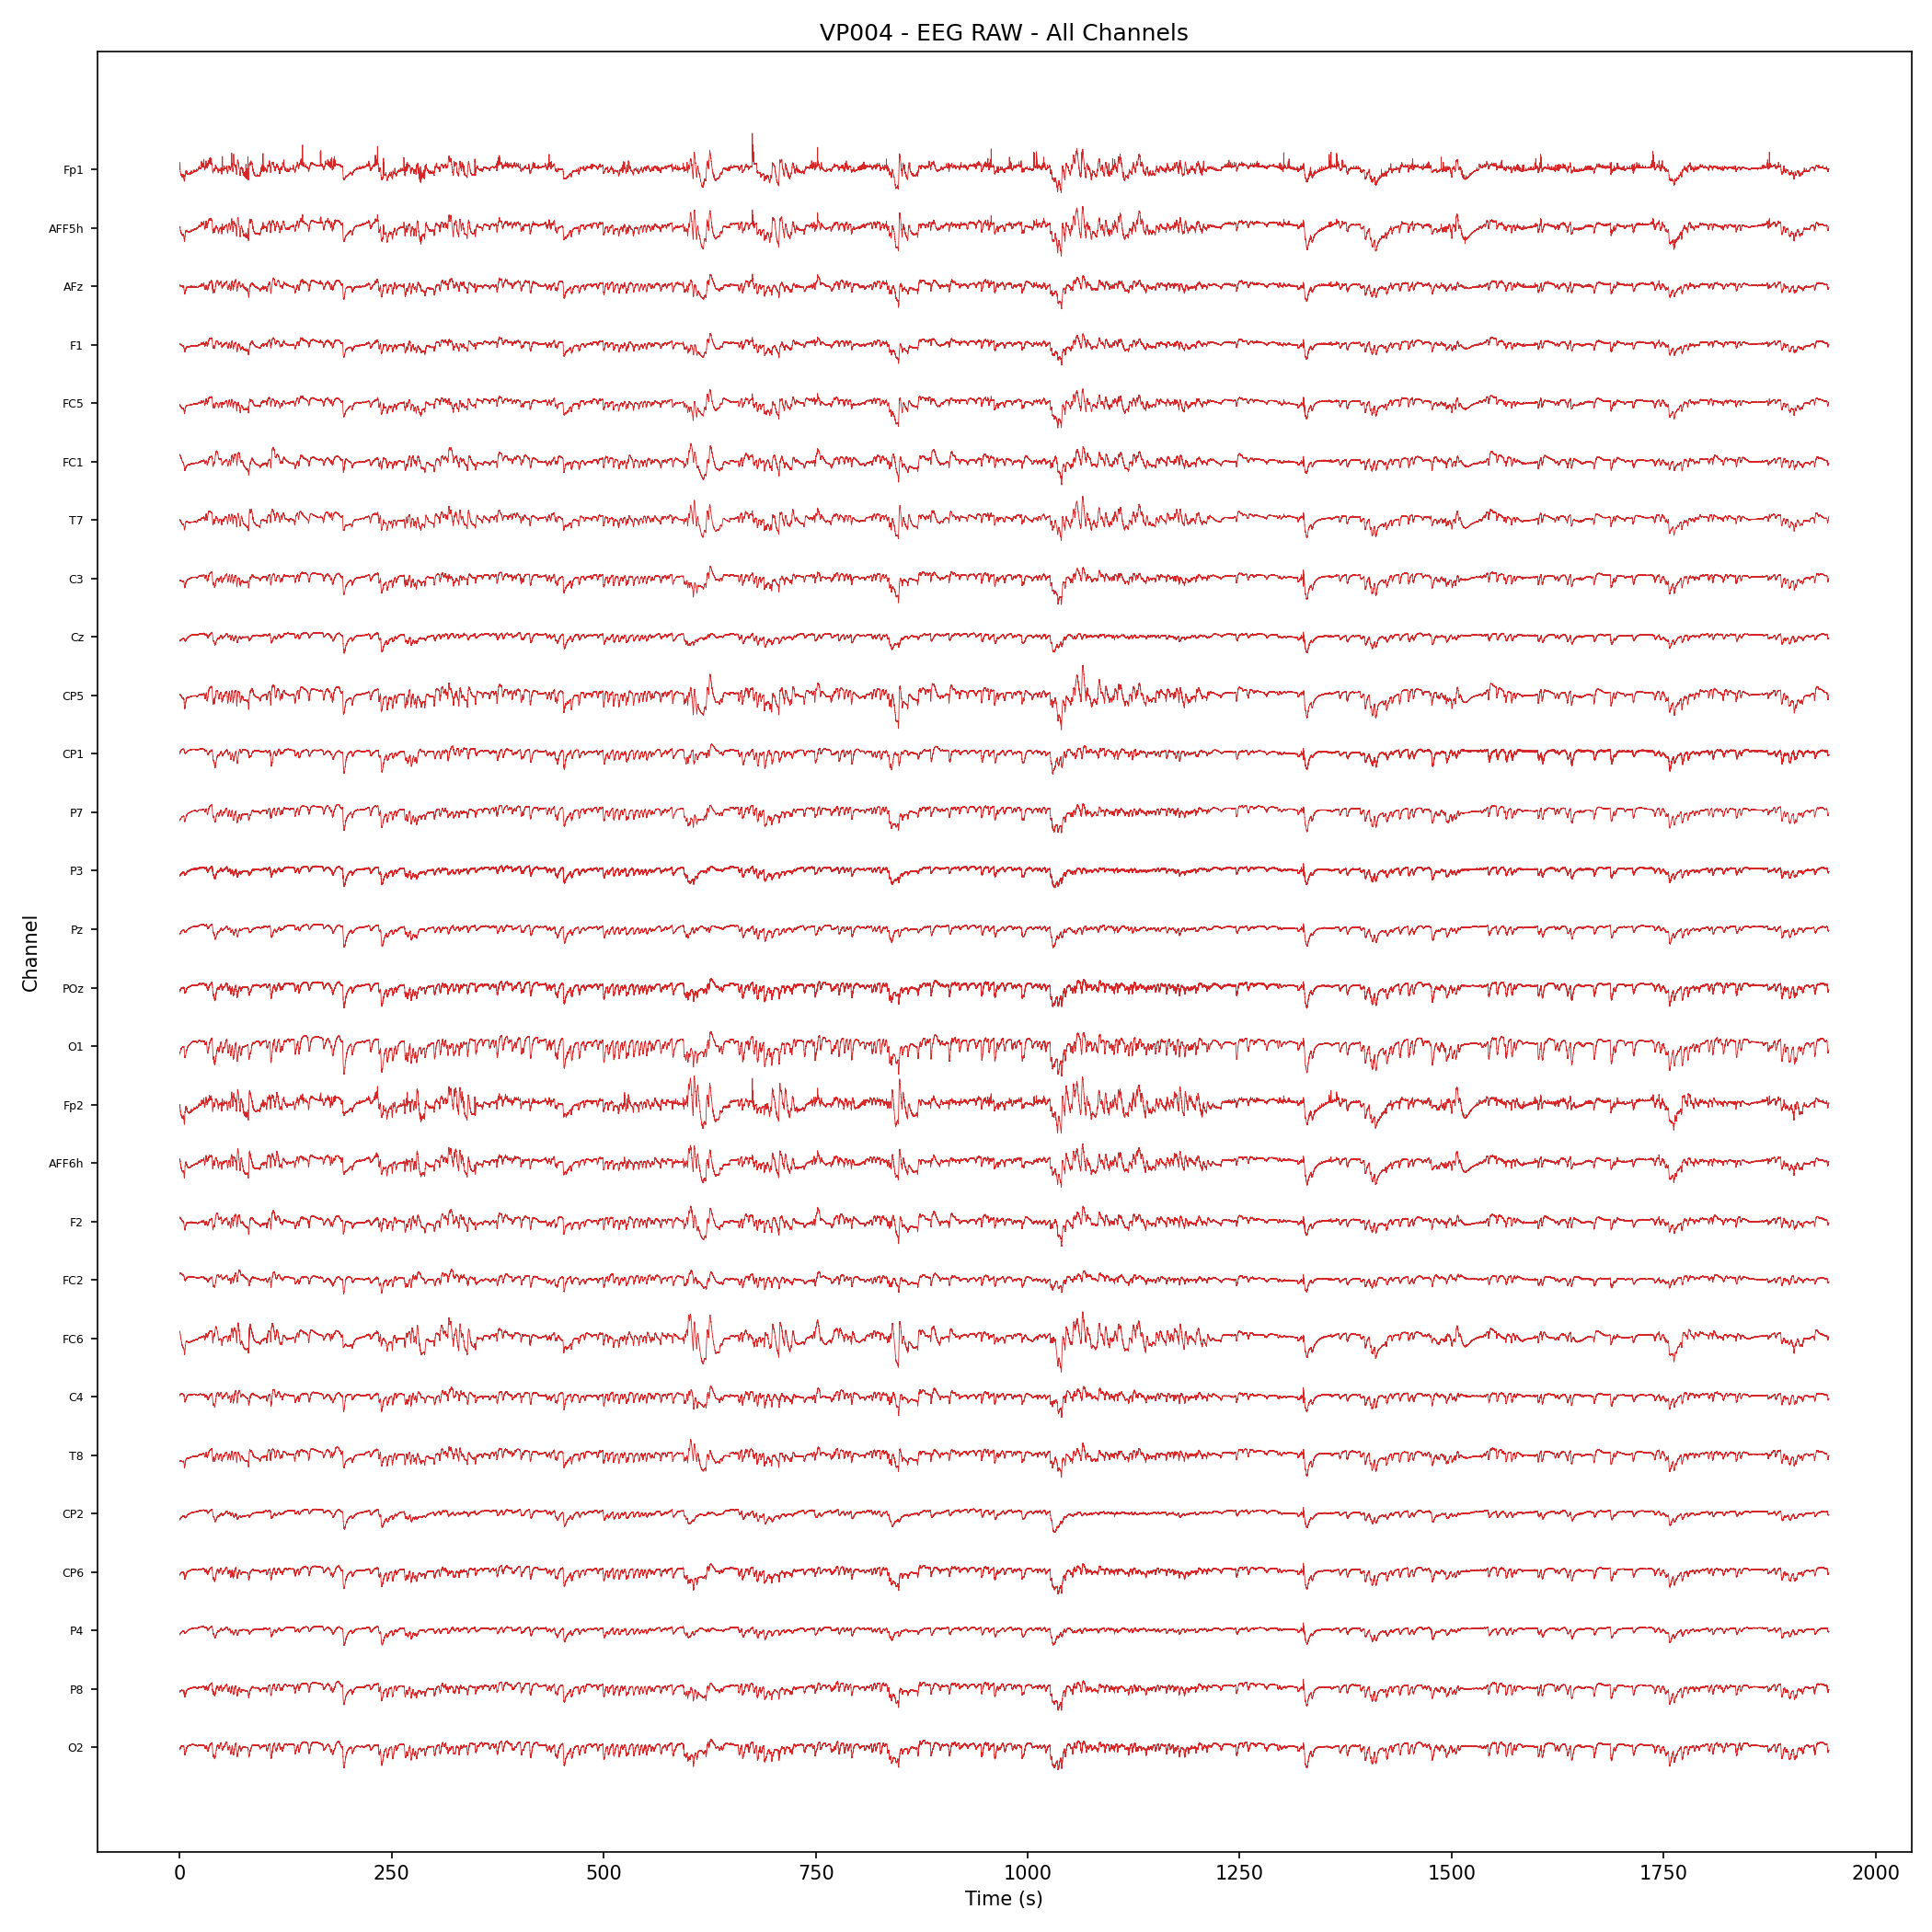 VP004 - EEG RAW - All Channels
Fp1
AFF5h
AFz
F1
FC5
FC1
T7
C3
Cz
CP5
CP1
P7
P3
Pz
POz
O1
Fp2
AFF6h
F2
FC2
FC6
C4
T8
CP2
CP6
P4
P8
O2
Channel
0 250 500 750 1000 1250 1500 1750 2000
Time (s)